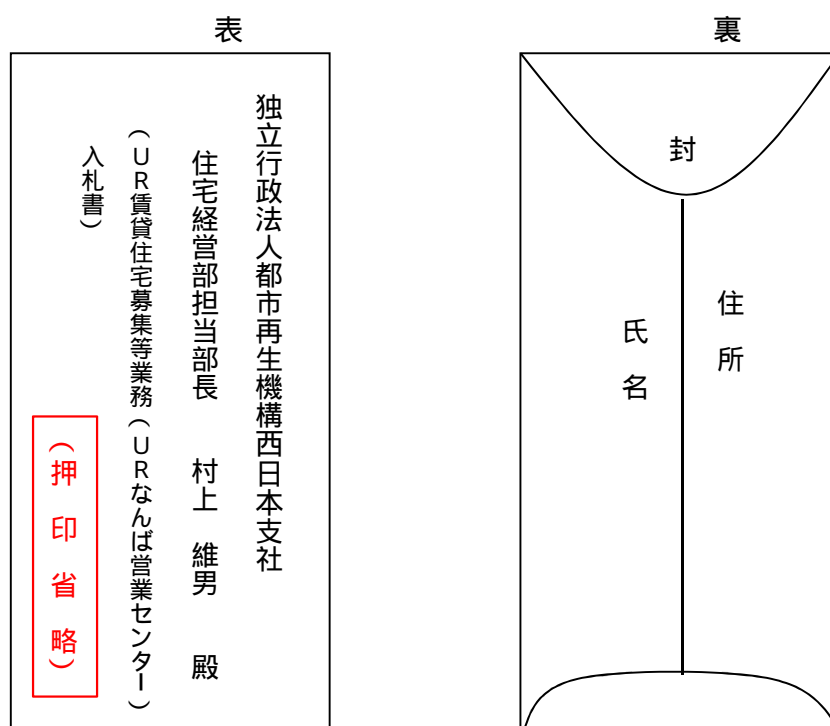 表
独立行政法人都市再生機構西日本支社
住宅経営部担当部長 村上 維男 殿
(UR賃貸住宅募集等業務(URなんば営業センター)
入札書)
(押印省略)
裏
封
住所
氏名